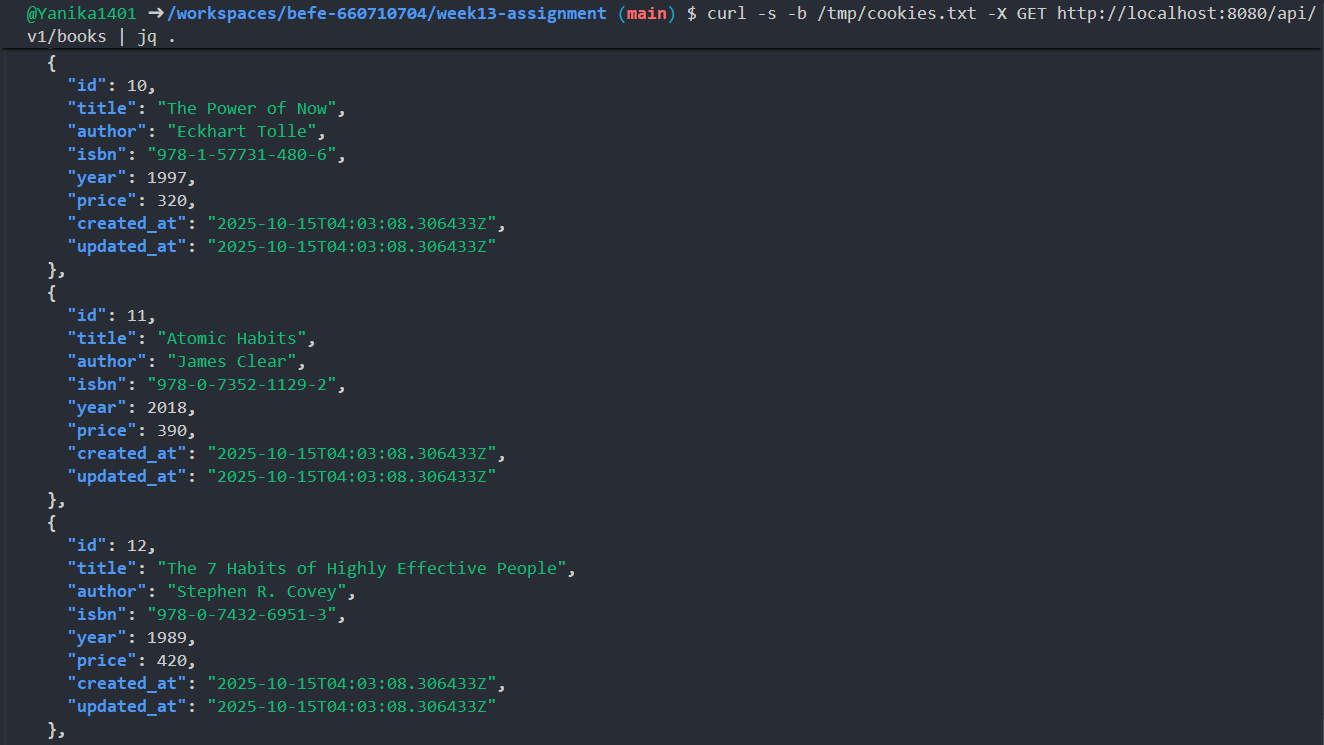 @Yanika1401 ➜/workspaces/befe-660710704/week13-assignment (main) $ curl -s -b /tmp/cookies.txt -X GET http://localhost:8080/api/
v1/books | jq .
{
"id": 10,
"title": "The Power of Now",
"author": "Eckhart Tolle",
"isbn": "978-1-57731-480-6",
"year": 1997,
"price": 320,
"created_at": "2025-10-15T04:03:08.306433Z",
"updated_at": "2025-10-15T04:03:08.306433Z"
},
{
"id": 11,
"title": "Atomic Habits",
"author": "James Clear",
"isbn": "978-0-7352-1129-2",
"year": 2018,
"price": 390,
"created_at": "2025-10-15T04:03:08.306433Z",
"updated_at": "2025-10-15T04:03:08.306433Z"
},
{
"id": 12,
"title": "The 7 Habits of Highly Effective People",
"author": "Stephen R. Covey",
"isbn": "978-0-7432-6951-3",
"year": 1989,
"price": 420,
"created_at": "2025-10-15T04:03:08.306433Z",
"updated_at": "2025-10-15T04:03:08.306433Z"
},